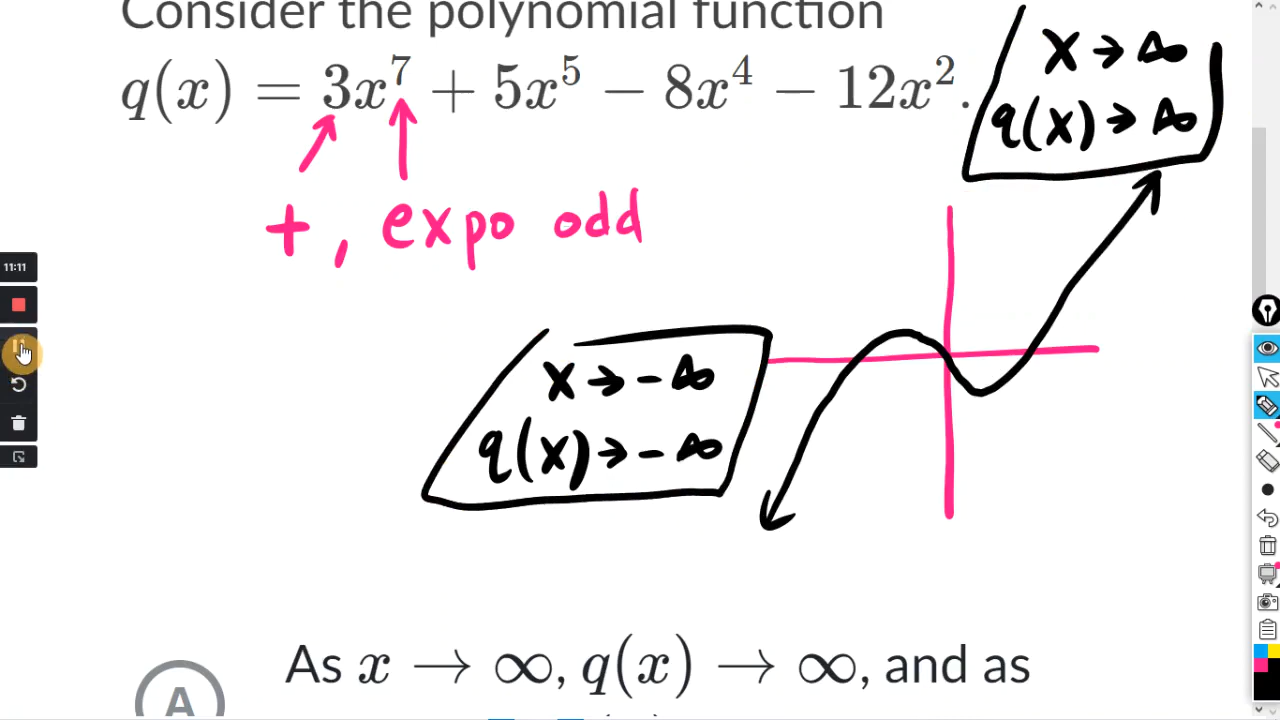 Consider the polynomial function
q(x) = 3x⁷ + 5x⁵ − 8x⁴ − 12x².
x → ∞
q(x) → ∞
+, expo odd
11:11
x → −∞
q(x) → −∞
A
As x → ∞, q(x) → ∞, and as